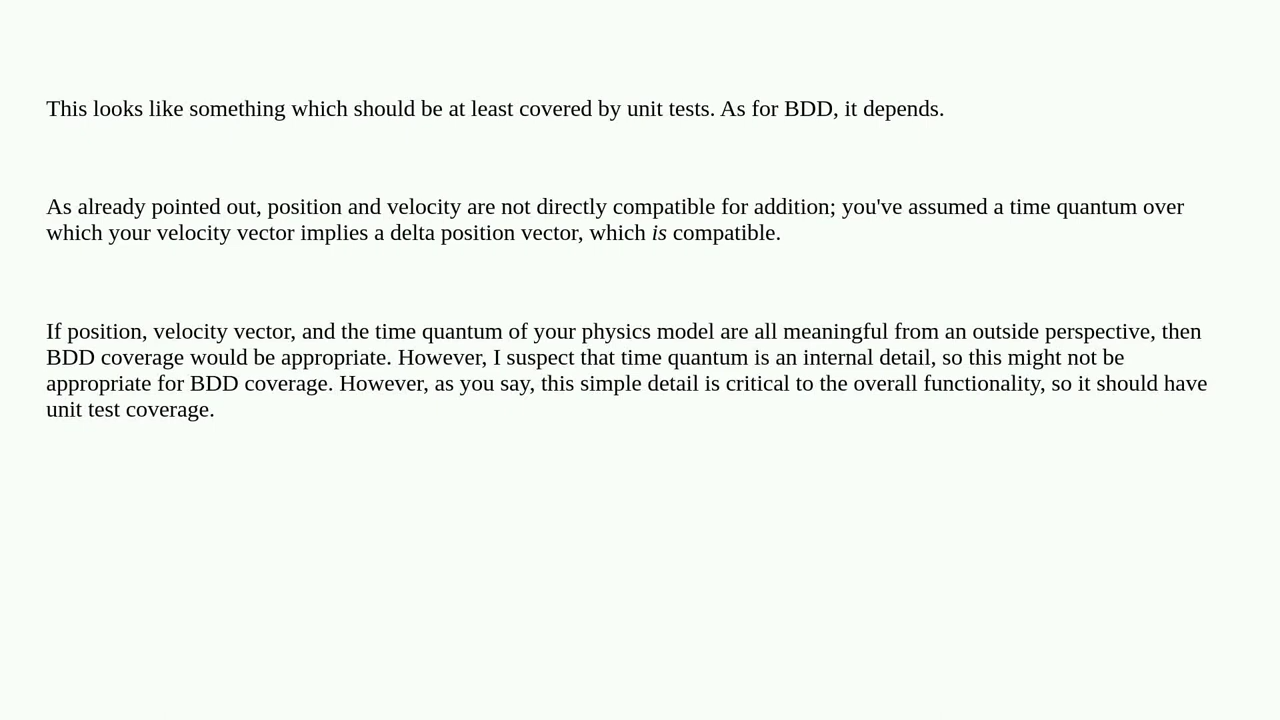 This looks like something which should be at least covered by unit tests. As for BDD, it depends.
As already pointed out, position and velocity are not directly compatible for addition; you've assumed a time quantum over
which your velocity vector implies a delta position vector, which is compatible.
If position, velocity vector, and the time quantum of your physics model are all meaningful from an outside perspective, then
BDD coverage would be appropriate. However, I suspect that time quantum is an internal detail, so this might not be
appropriate for BDD coverage. However, as you say, this simple detail is critical to the overall functionality, so it should have
unit test coverage.